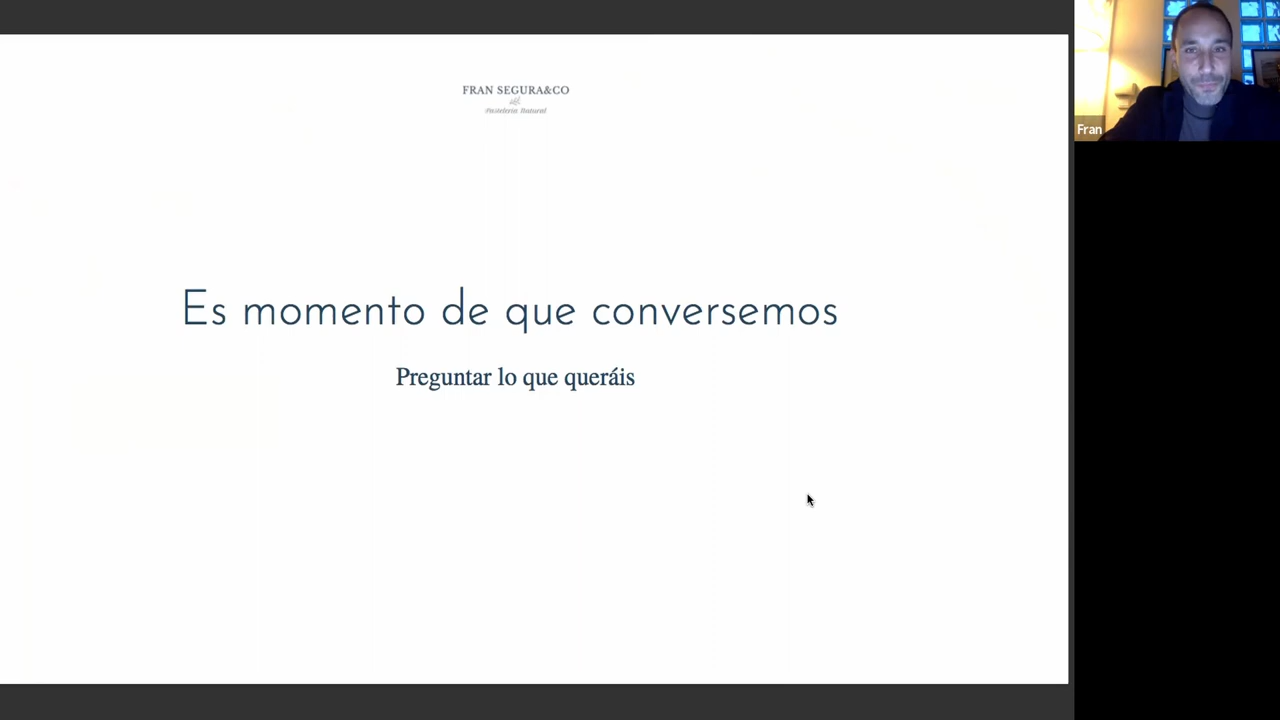 FRAN SEGURA&CO
Pastelería Natural
Es momento de que conversemos
Preguntar lo que queráis
Fran